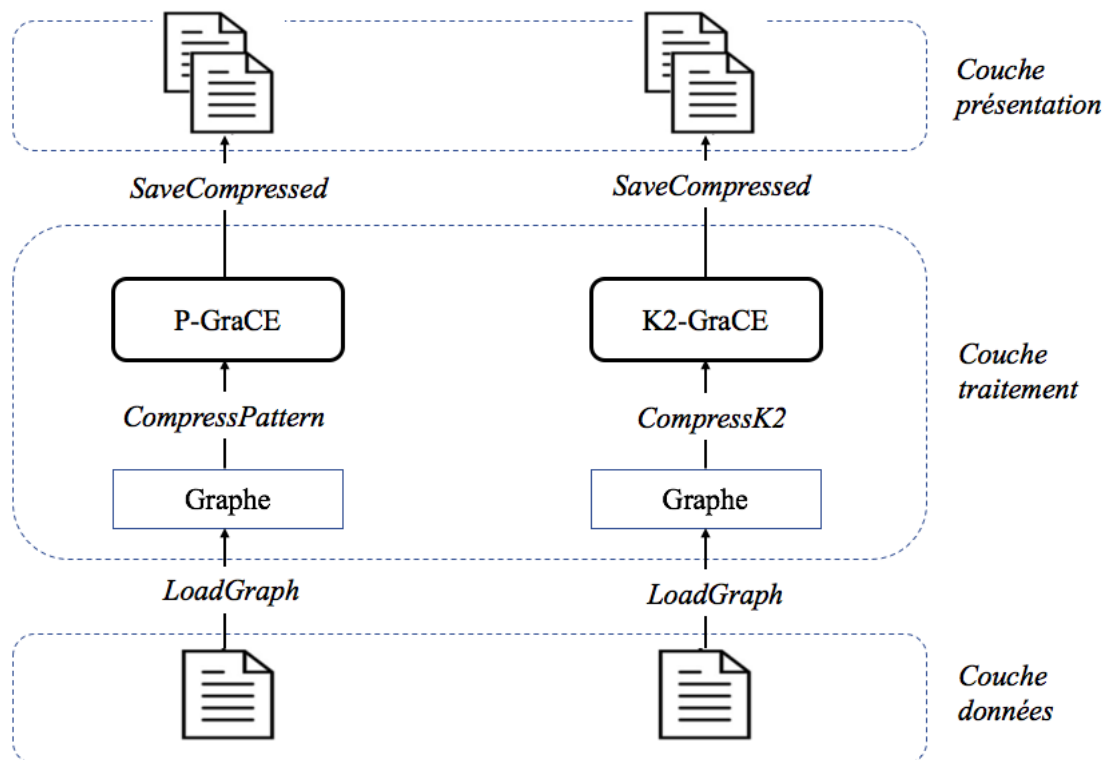 Couche
présentation
SaveCompressed
SaveCompressed
P-GraCE
K2-GraCE
Couche
traitement
CompressPattern
CompressK2
Graphe
Graphe
LoadGraph
LoadGraph
Couche
données